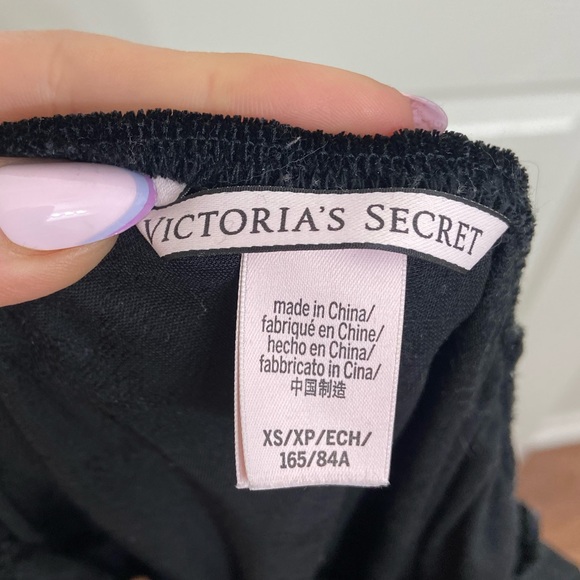 VICTORIA'S SECRET
made in China/
fabriqué en Chine/
hecho en China/
fabbricato in Cina/
中国制造
XS/XP/ECH/
165/84A